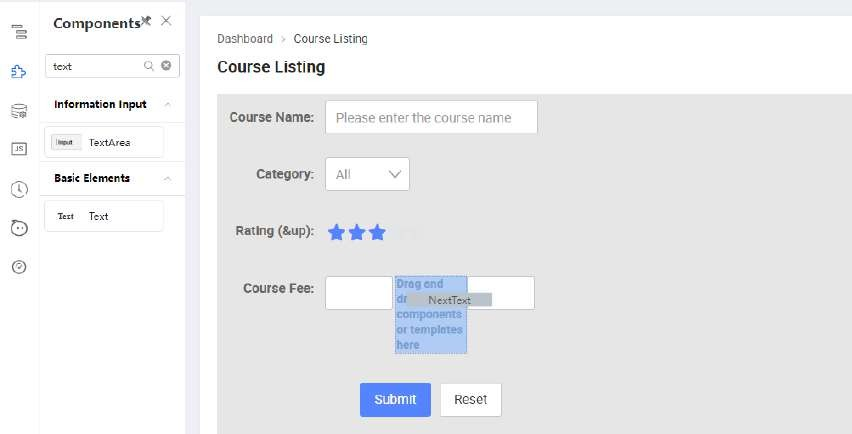 Components
text
Information Input
Input TextArea
Basic Elements
Text Text
JS
Dashboard > Course Listing
Course Listing
Course Name: Please enter the course name
Category: All
Rating (&up):
Course Fee:
Drag and
NextText
components
or templates
here
Submit Reset